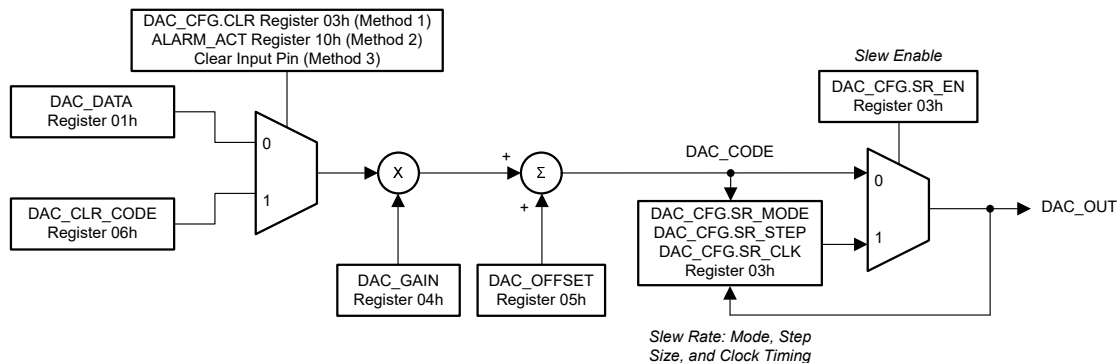 DAC_CFG.CLR Register 03h (Method 1)
ALARM_ACT Register 10h (Method 2)
Clear Input Pin (Method 3)
Slew Enable
DAC_CFG.SR_EN
Register 03h
DAC_DATA
Register 01h
0
1
DAC_CLR_CODE
Register 06h
X
+
Σ
+
DAC_CODE
0
1
DAC_OUT
DAC_CFG.SR_MODE
DAC_CFG.SR_STEP
DAC_CFG.SR_CLK
Register 03h
DAC_GAIN
Register 04h
DAC_OFFSET
Register 05h
Slew Rate: Mode, Step
Size, and Clock Timing